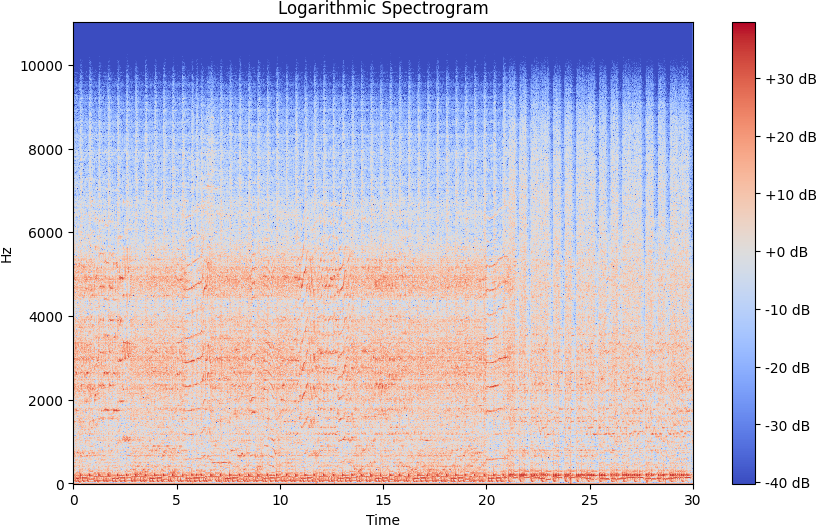 Logarithmic Spectrogram
Hz
10000
8000
6000
4000
2000
0
0 5 10 15 20 25 30
Time
+30 dB
+20 dB
+10 dB
+0 dB
-10 dB
-20 dB
-30 dB
-40 dB